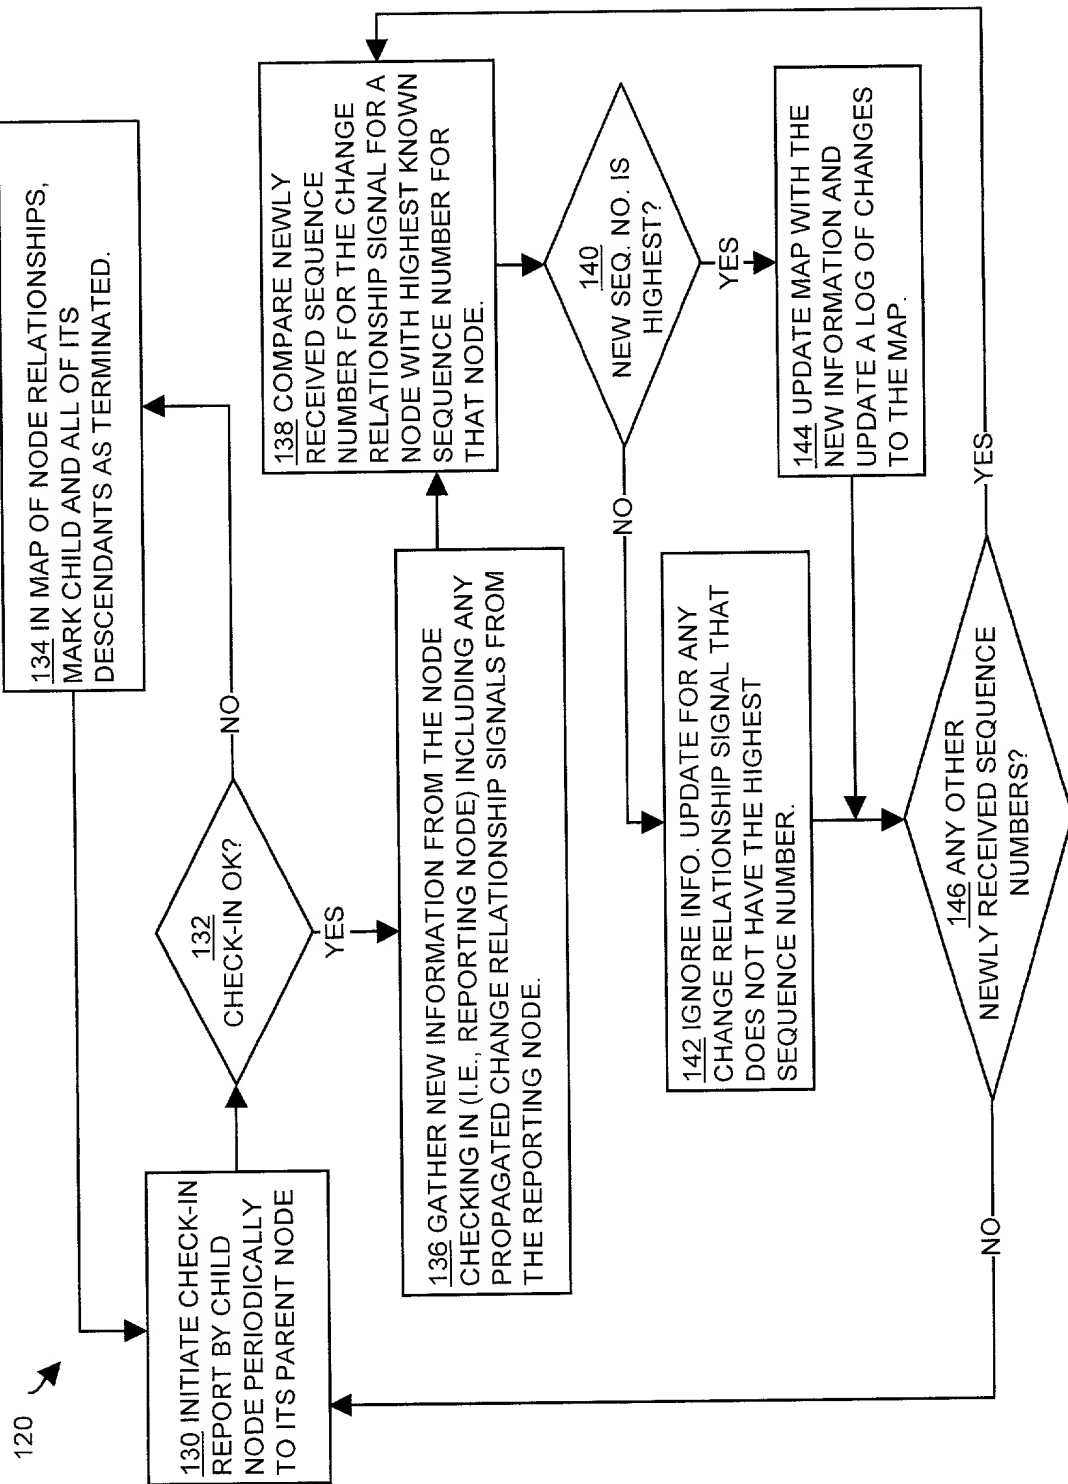 120
130 INITIATE CHECK-IN
REPORT BY CHILD
NODE PERIODICALLY
TO ITS PARENT NODE
132
CHECK-IN OK?
NO
YES
134 IN MAP OF NODE RELATIONSHIPS,
MARK CHILD AND ALL OF ITS
DESCENDANTS AS TERMINATED.
136 GATHER NEW INFORMATION FROM THE NODE
CHECKING IN (I.E., REPORTING NODE) INCLUDING ANY
PROPAGATED CHANGE RELATIONSHIP SIGNALS FROM
THE REPORTING NODE.
138 COMPARE NEWLY
RECEIVED SEQUENCE
NUMBER FOR THE CHANGE
RELATIONSHIP SIGNAL FOR A
NODE WITH HIGHEST KNOWN
SEQUENCE NUMBER FOR
THAT NODE.
140
NEW SEQ. NO. IS
HIGHEST?
NO
YES
142 IGNORE INFO. UPDATE FOR ANY
CHANGE RELATIONSHIP SIGNAL THAT
DOES NOT HAVE THE HIGHEST
SEQUENCE NUMBER.
144 UPDATE MAP WITH THE
NEW INFORMATION AND
UPDATE A LOG OF CHANGES
TO THE MAP.
146 ANY OTHER
NEWLY RECEIVED SEQUENCE
NUMBERS?
NO
YES